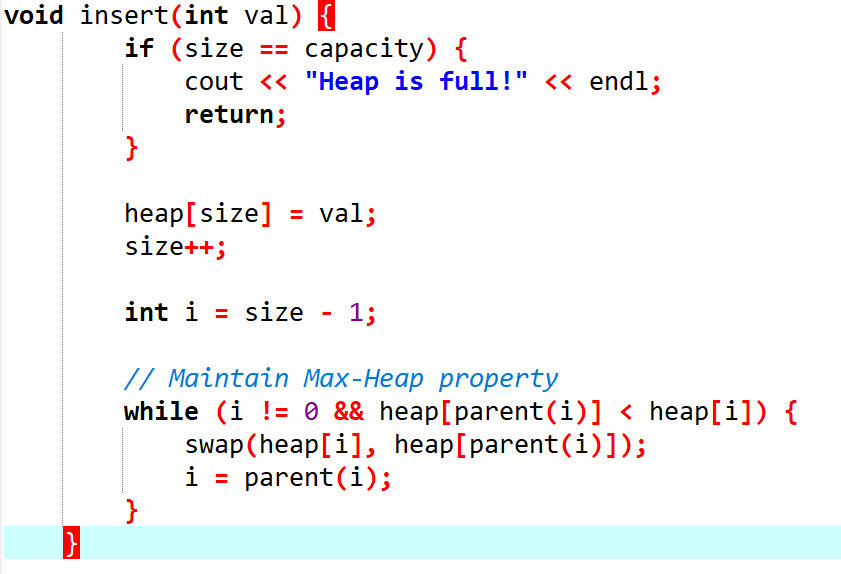 void insert(int val) {
        if (size == capacity) {
            cout << "Heap is full!" << endl;
            return;
        }

        heap[size] = val;
        size++;

        int i = size - 1;

        // Maintain Max-Heap property
        while (i != 0 && heap[parent(i)] < heap[i]) {
            swap(heap[i], heap[parent(i)]);
            i = parent(i);
        }
    }